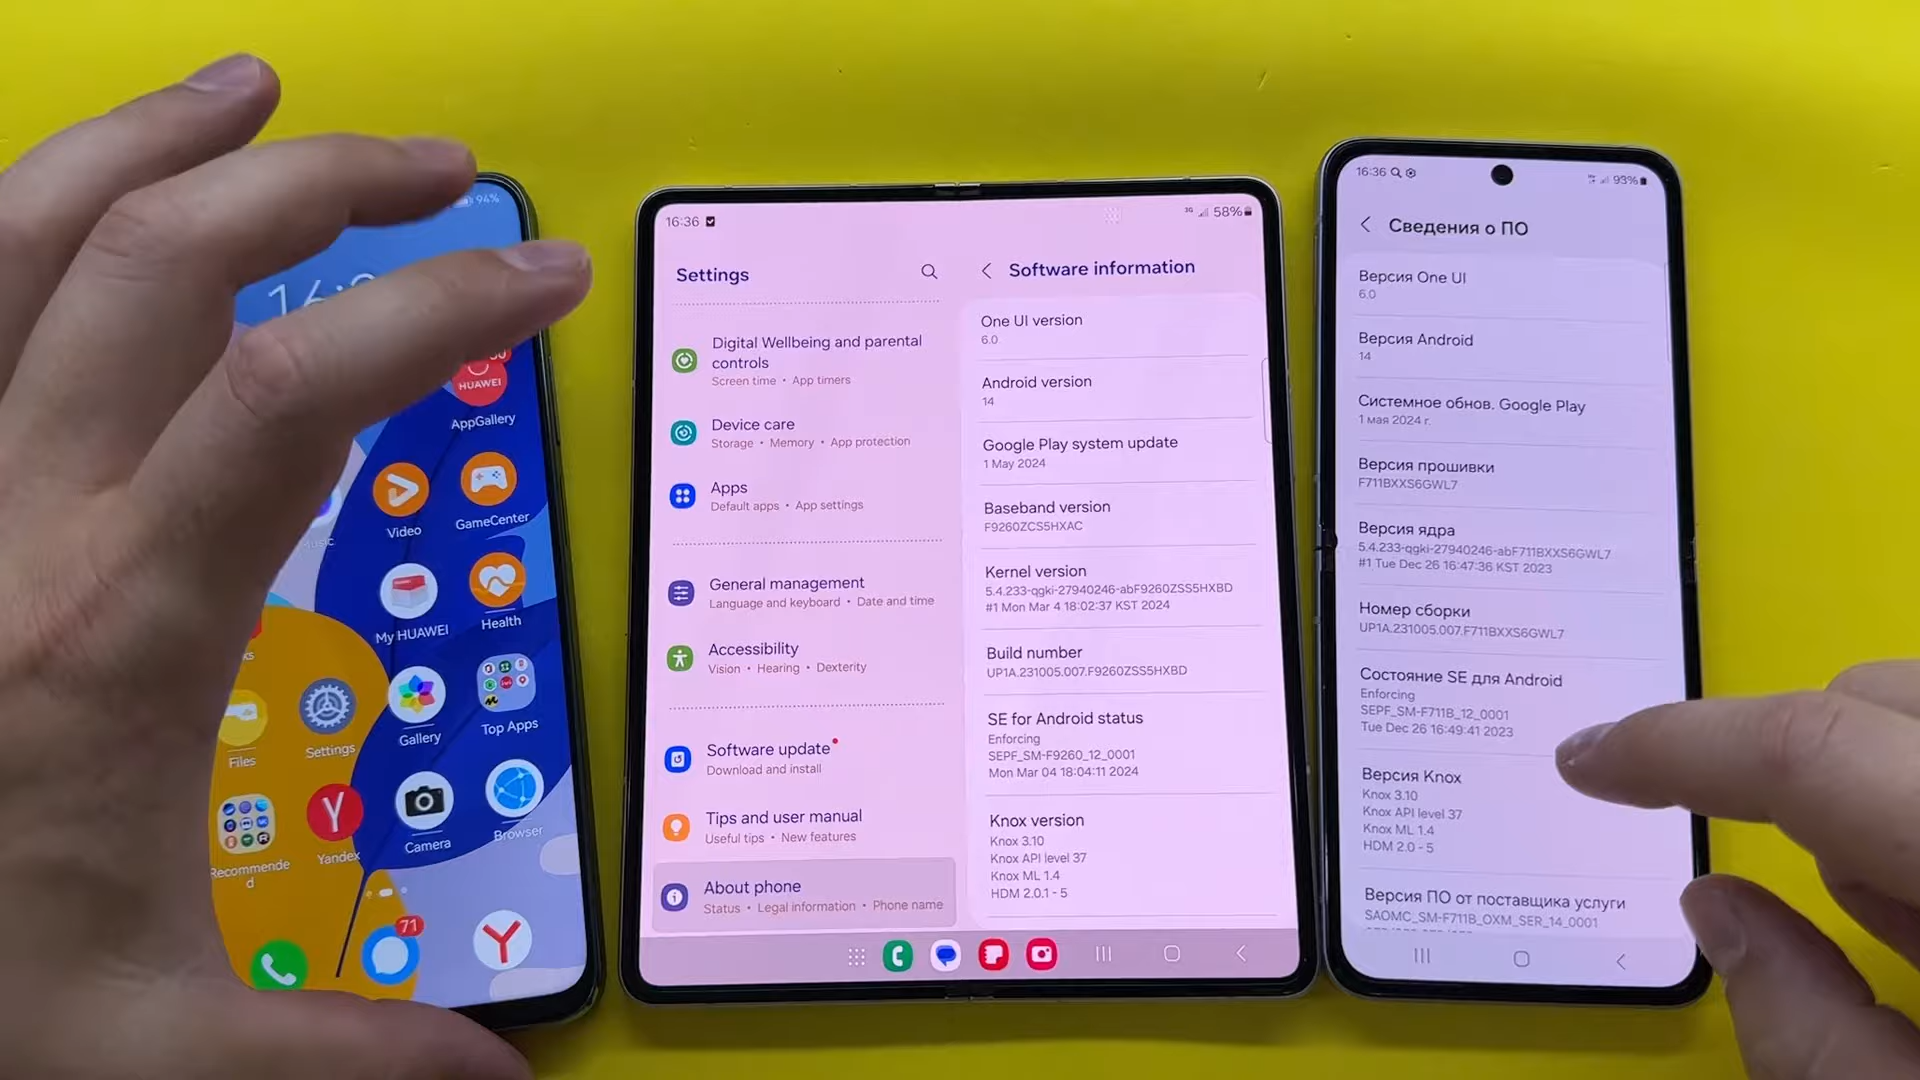 94%
HUAWEI
AppGallery
Video
GameCenter
My HUAWEI
Health
Files
Settings
Gallery
Top Apps
Recommende
d
Y
Yandex
Camera
Browser
71
Y
16:36
3G
58%
Settings
Digital Wellbeing and parental
controls
Screen time • App timers
Device care
Storage • Memory • App protection
Apps
Default apps • App settings
General management
Language and keyboard • Date and time
Accessibility
Vision • Hearing • Dexterity
Software update
Download and install
Tips and user manual
Useful tips • New features
About phone
Status • Legal information • Phone name
Software information
One UI version
6.0
Android version
14
Google Play system update
1 May 2024
Baseband version
F9260ZCS5HXAC
Kernel version
5.4.233-qgki-27940246-abF9260ZSS5HXBD
#1 Mon Mar 4 18:02:37 KST 2024
Build number
UP1A.231005.007.F9260ZSS5HXBD
SE for Android status
Enforcing
SEPF_SM-F9260_12_0001
Mon Mar 04 18:04:11 2024
Knox version
Knox 3.10
Knox API level 37
Knox ML 1.4
HDM 2.0.1 - 5
16:36
93%
Сведения о ПО
Версия One UI
6.0
Версия Android
14
Системное обнов. Google Play
1 мая 2024 г.
Версия прошивки
F711BXXS6GWL7
Версия ядра
5.4.233-qgki-27940246-abF711BXXS6GWL7
#1 Tue Dec 26 16:47:36 KST 2023
Номер сборки
UP1A.231005.007.F711BXXS6GWL7
Состояние SE для Android
Enforcing
SEPF_SM-F711B_12_0001
Tue Dec 26 16:49:41 2023
Версия Knox
Knox 3.10
Knox API level 37
Knox ML 1.4
HDM 2.0 - 5
Версия ПО от поставщика услуги
SAOMC_SM-F711B_OXM_SER_14_0001